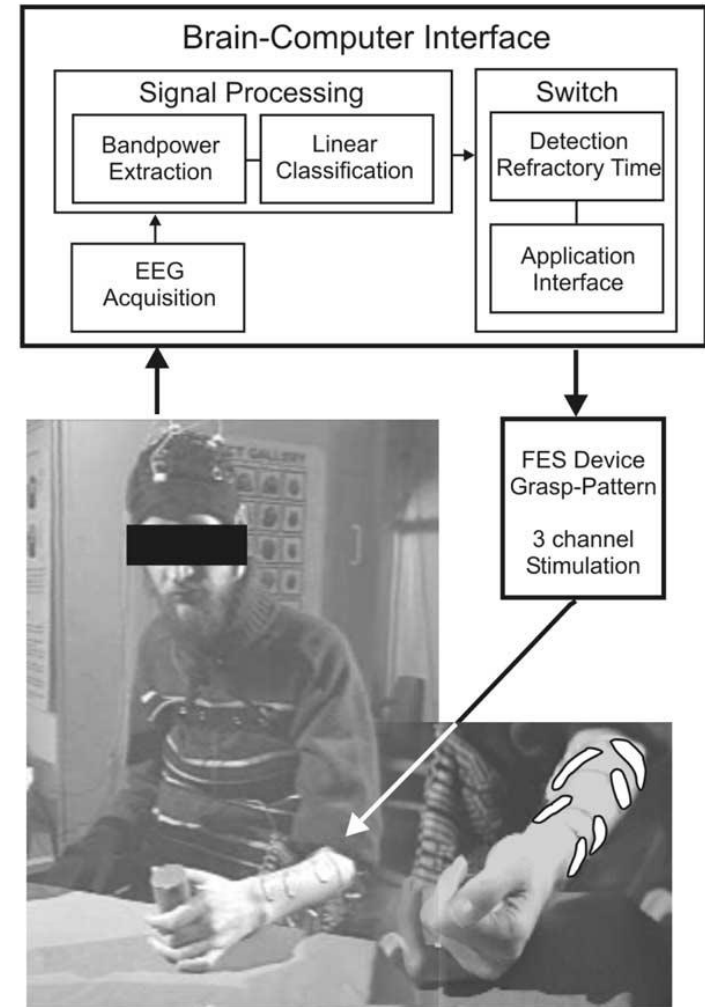 Brain-Computer Interface
Signal Processing
Bandpower
Extraction
Linear
Classification
Switch
Detection
Refractory Time
Application
Interface
EEG
Acquisition
FES Device
Grasp-Pattern
3 channel
Stimulation
GALLERY